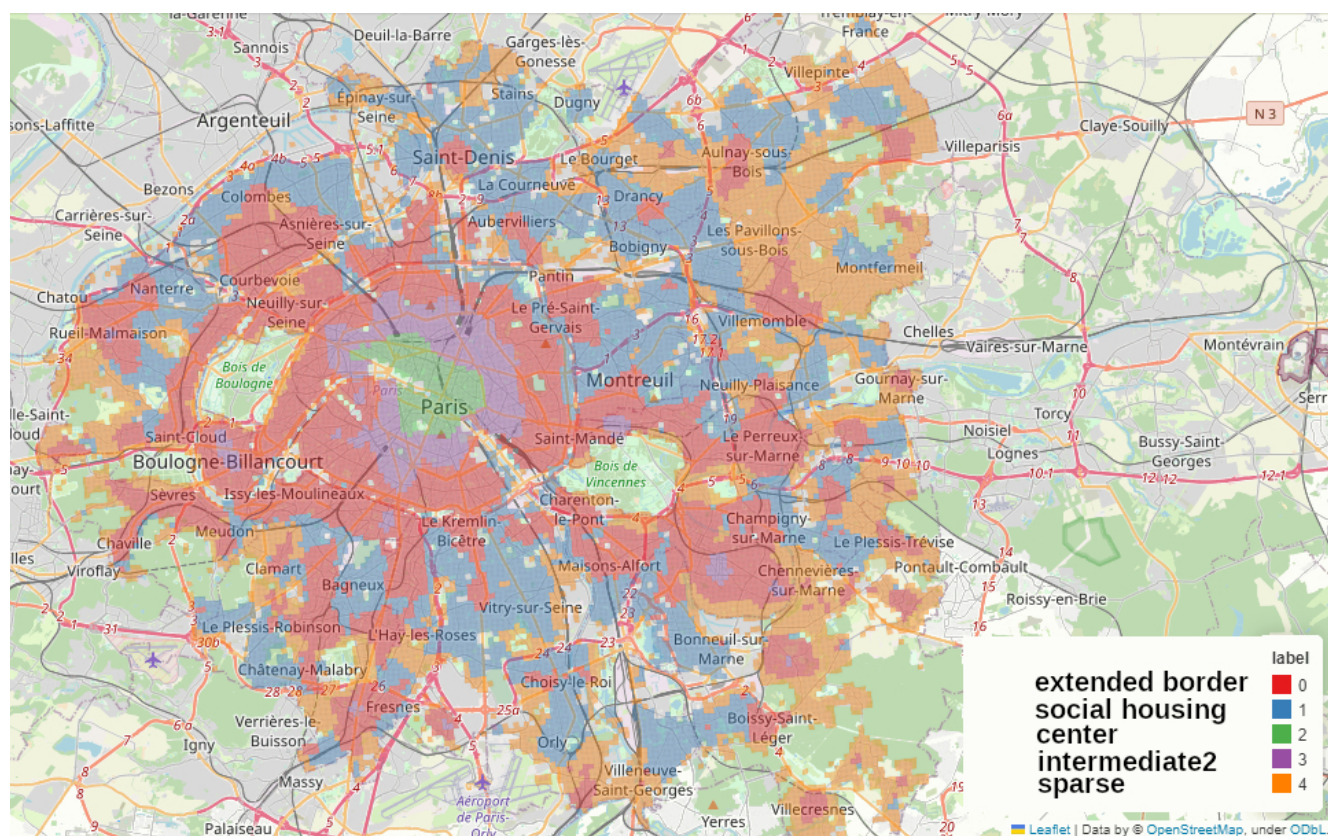 la-Garenne
Deuil-la-Barre
Tremblay-en-
France
Mitry-Mory
Sannois
Garges-lès-
Gonesse
Villepinte
Épinay-sur-
Seine
Stains
Dugny
sons-Laffitte
Argenteuil
N 3
Claye-Souilly
Villeparisis
Saint-Denis
Le Bourget
Aulnay-sous-
Bois
Bezons
Colombes
La Courneuve
Drancy
Carrières-sur-
Seine
Asnières-sur-
Seine
Aubervilliers
Bobigny
Les Pavillons-
sous-Bois
Montfermeil
Nanterre
Courbevoie
Pantin
Chatou
Neuilly-sur-
Seine
Le Pré-Saint-
Gervais
Rueil-Malmaison
Villemomble
Chelles
Vaires-sur-Marne
Montévrain
Bois de
Boulogne
Paris
Paris
Montreuil
Neuilly-Plaisance
Gournay-sur-
Marne
Serr
lle-Saint-
loud
Torcy
Saint-Cloud
Saint-Mandé
Le Perreux-
sur-Marne
Noisiel
Lognes
Bussy-Saint-
Georges
Boulogne-Billancourt
Bois de
Vincennes
lay-
court
Sèvres
Issy-les-Moulineaux
Charenton-
le-Pont
Meudon
Le Kremlin-
Bicêtre
Champigny-
sur-Marne
Chaville
Le Plessis-Trévise
lles
Viroflay
Clamart
Bagneux
Maisons-Alfort
Chennevières-
sur-Marne
Pontault-Combault
Roissy-en-Brie
Vitry-sur-Seine
Le Plessis-Robinson
L'Haÿ-les-Roses
Bonneuil-sur-
Marne
Châtenay-Malabry
Choisy-le-Roi
Fresnes
Verrières-le-
Buisson
Boissy-Saint-
Léger
Igny
Orly
Massy
Villeneuve-
Saint-Georges
Aéroport
de Paris-
Orly
Villecresnes
Palaiseau
Yerres
label
extended border 0
social housing 1
center 2
intermediate2 3
sparse 4
Leaflet | Data by © OpenStreetMap, under ODbL.